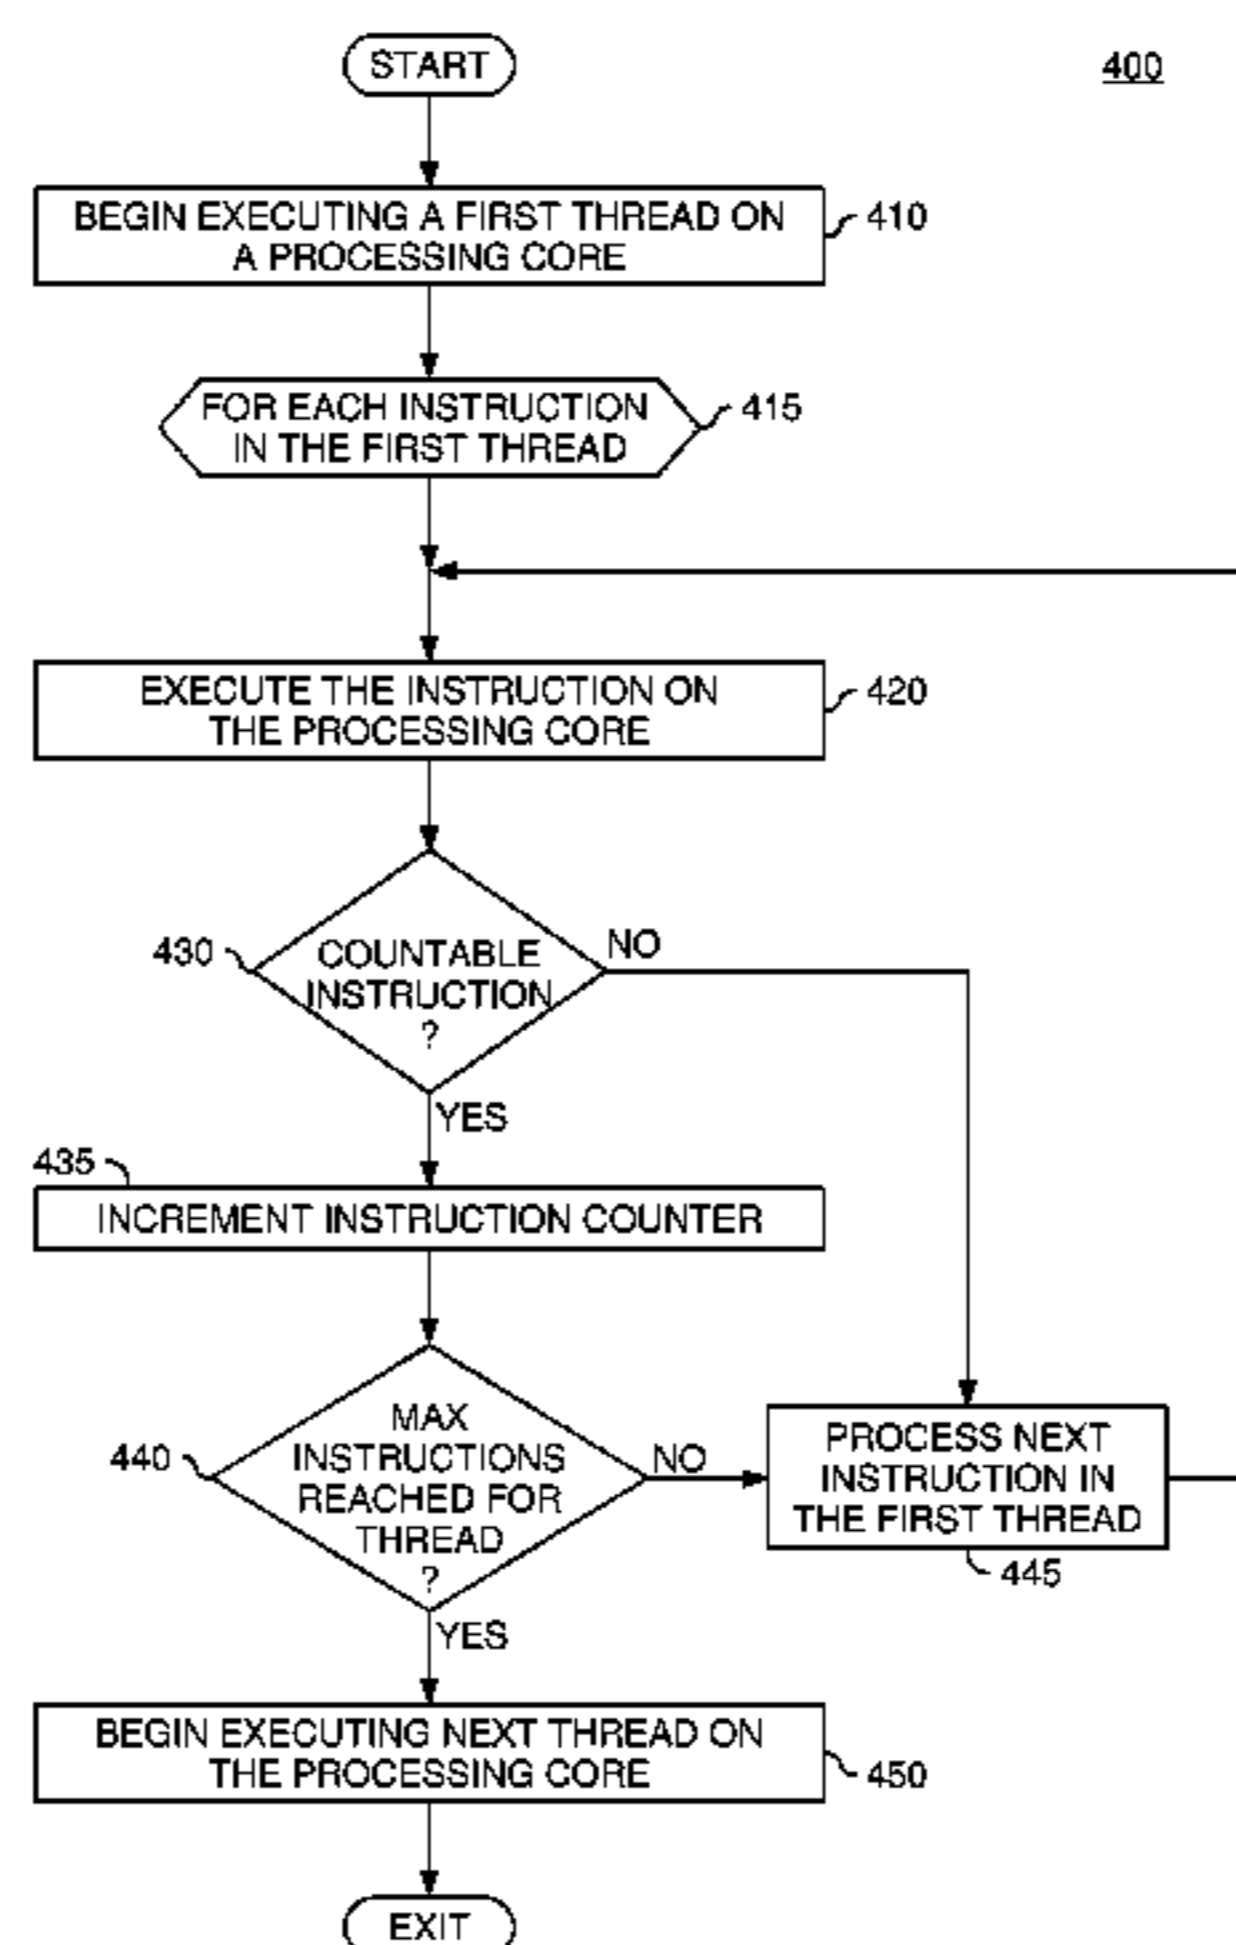 START
400
BEGIN EXECUTING A FIRST THREAD ON
A PROCESSING CORE
410
FOR EACH INSTRUCTION
IN THE FIRST THREAD
415
EXECUTE THE INSTRUCTION ON
THE PROCESSING CORE
420
430
COUNTABLE
INSTRUCTION
?
NO
YES
435
INCREMENT INSTRUCTION COUNTER
440
MAX
INSTRUCTIONS
REACHED FOR
THREAD
?
NO
PROCESS NEXT
INSTRUCTION IN
THE FIRST THREAD
445
YES
BEGIN EXECUTING NEXT THREAD ON
THE PROCESSING CORE
450
EXIT